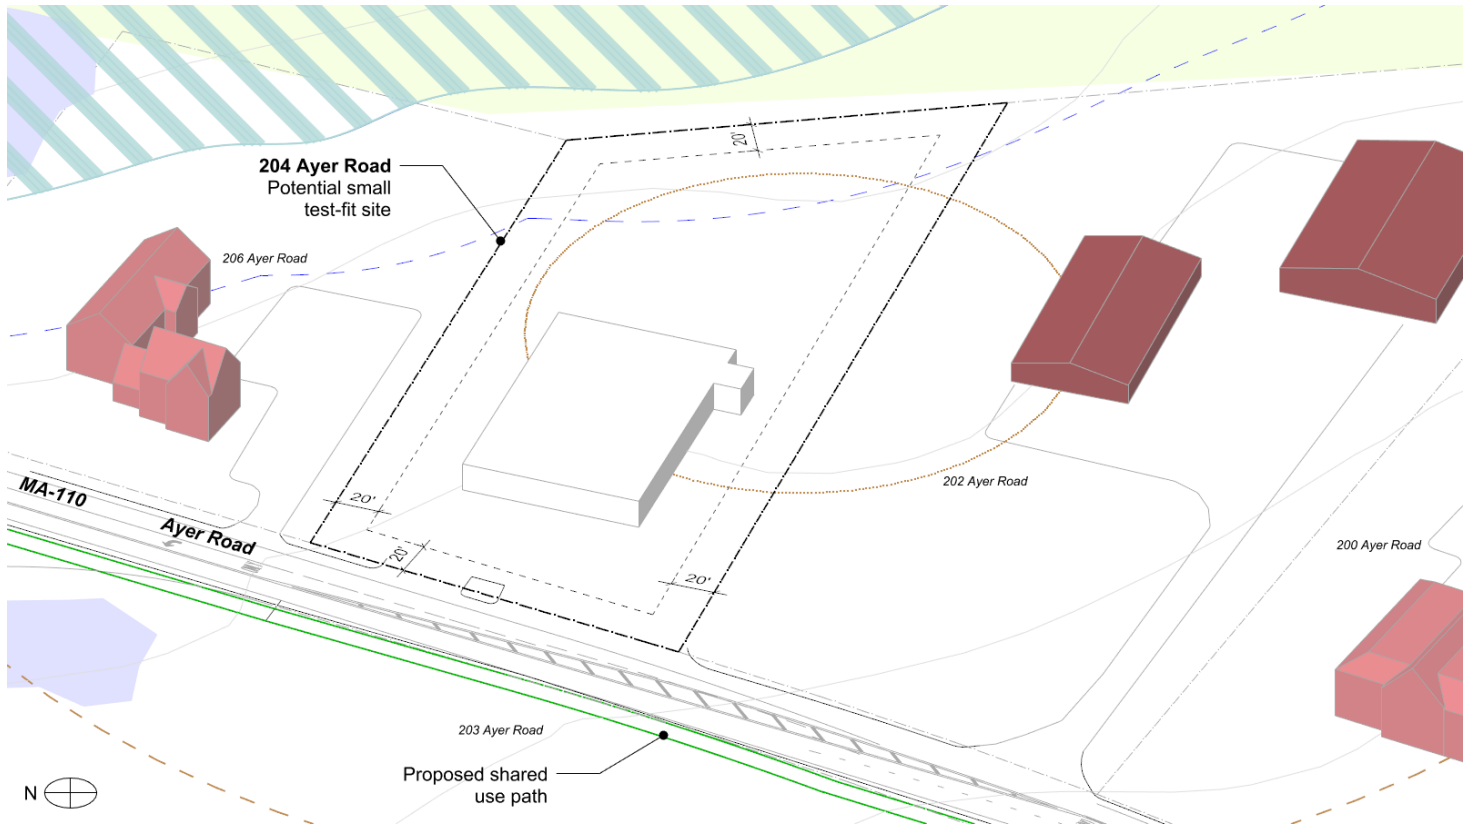 20'
204 Ayer Road
Potential small
test-fit site
206 Ayer Road
202 Ayer Road
MA-110
20'
Ayer Road
20'
200 Ayer Road
20'
203 Ayer Road
Proposed shared
use path
N